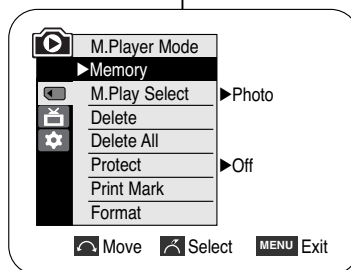 M.Player Mode
▶Memory
M.Play Select ▶Photo
Delete
Delete All
Protect ▶Off
Print Mark
Format
Move Select MENU Exit